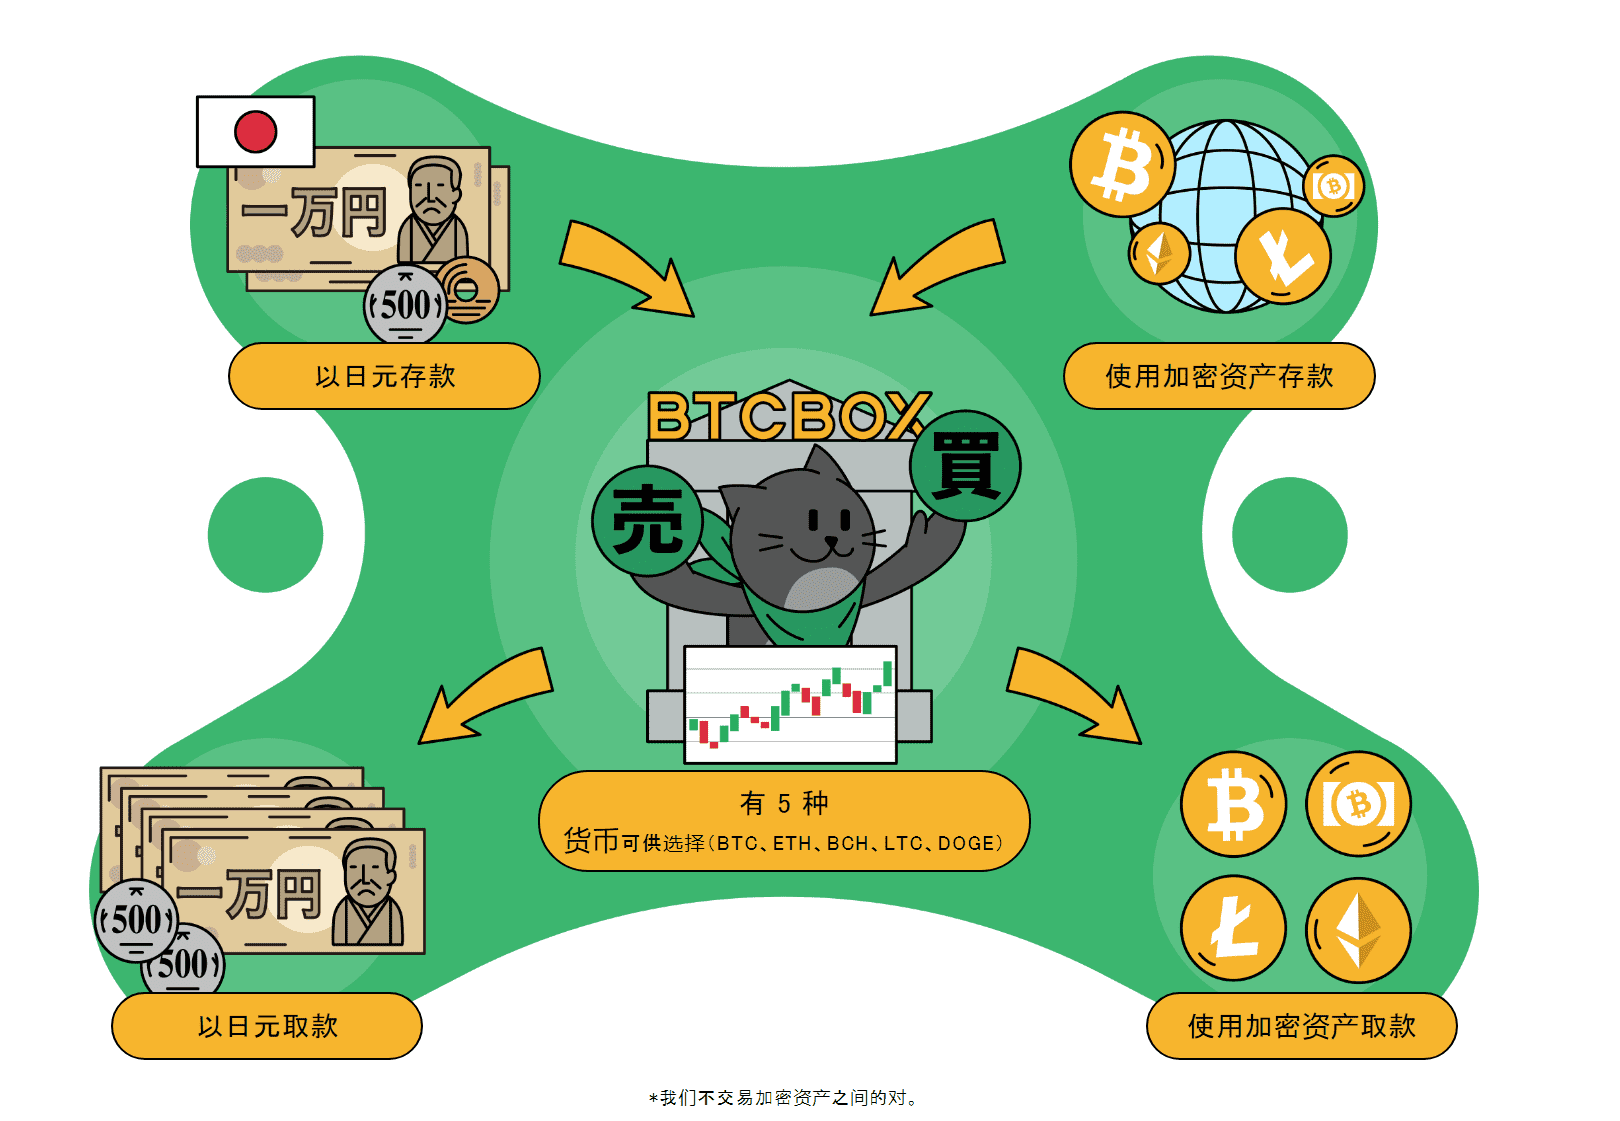 一万円
500
以日元存款
使用加密资产存款
BTCBOX
売
買
有 5 种
货币可供选择(BTC、ETH、BCH、LTC、DOGE)
一万円
500
500
以日元取款
使用加密资产取款
*我们不交易加密资产之间的对。